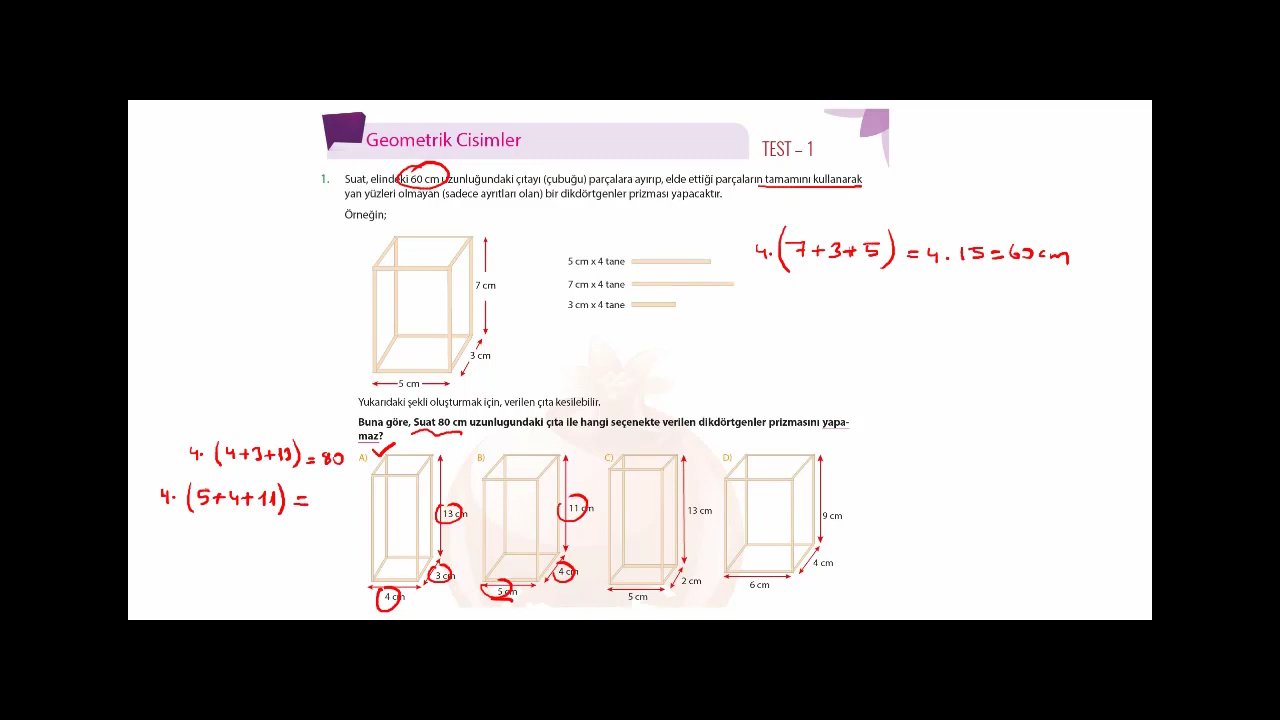 Geometrik Cisimler
TEST – 1
1. Suat, elindeki 60 cm uzunluğundaki çıtayı (çubuğu) parçalara ayırıp, elde ettiği parçaların tamamını kullanarak
yan yüzleri olmayan (sadece ayrıtları olan) bir dikdörtgenler prizması yapacaktır.
Örneğin;
4. (7+3+5) = 4. 15 = 60 cm
5 cm x 4 tane
7 cm x 4 tane
3 cm x 4 tane
7 cm
3 cm
5 cm
Yukarıdaki şekli oluşturmak için, verilen çıta kesilebilir.
Buna göre, Suat 80 cm uzunlugundaki çıta ile hangi seçenekte verilen dikdörtgenler prizmasını yapa-
maz?
4. (4+3+13) = 80
4. (5+4+11) =
A)
13 cm
3 cm
4 cm
B)
11 cm
4 cm
5 cm
C)
13 cm
2 cm
5 cm
D)
9 cm
4 cm
6 cm